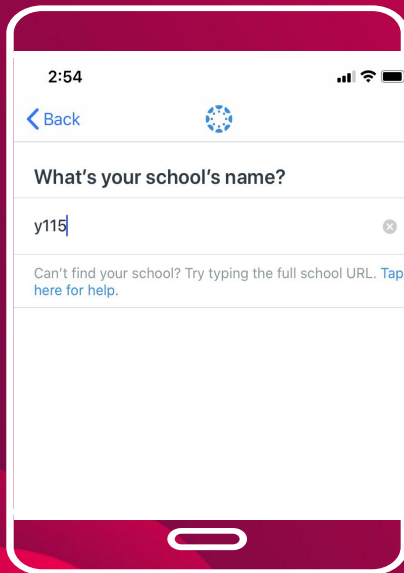 2:54
Back
What's your school's name?
y115
Can't find your school? Try typing the full school URL. Tap
here for help.